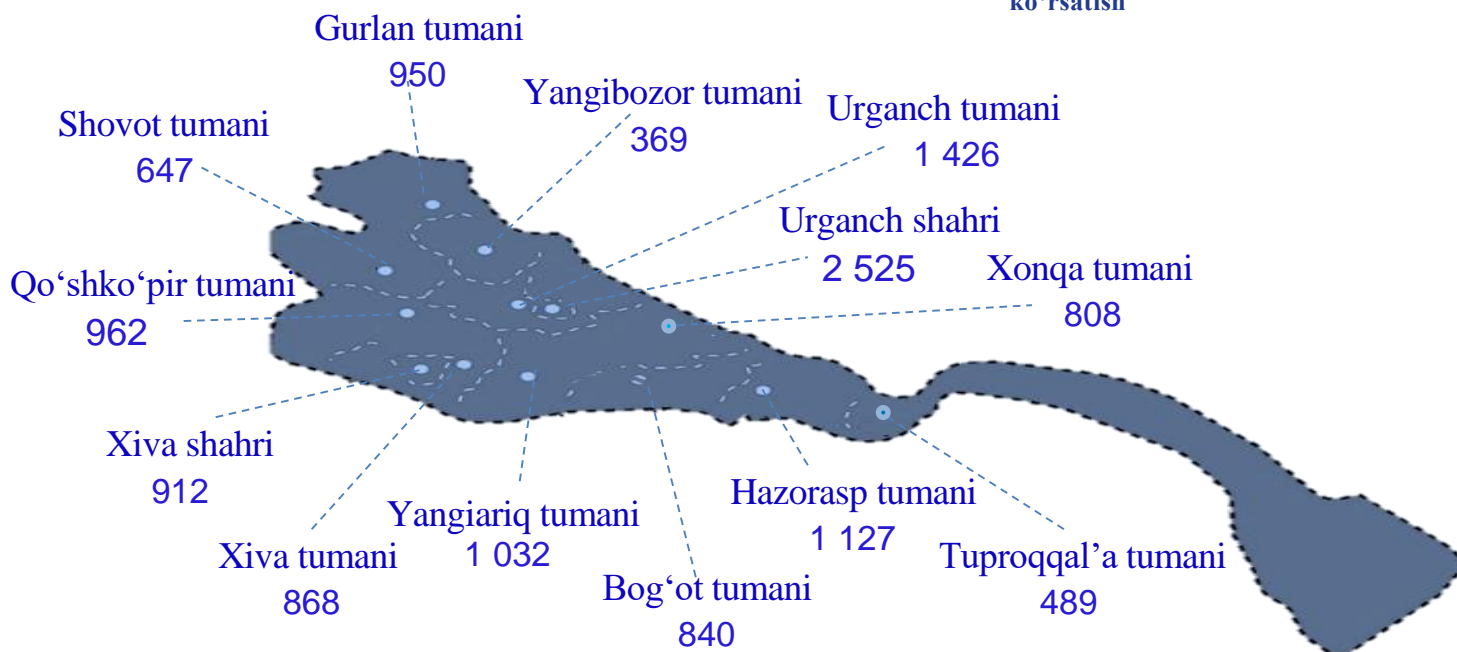 ko‘rsatish
Gurlan tumani
950
Yangibozor tumani
369
Urganch tumani
1 426
Shovot tumani
647
Urganch shahri
2 525
Xonqa tumani
808
Qo‘shko‘pir tumani
962
Xiva shahri
912
Yangiariq tumani
1 032
Hazorasp tumani
1 127
Xiva tumani
868
Bog‘ot tumani
840
Tuproqqal’a tumani
489